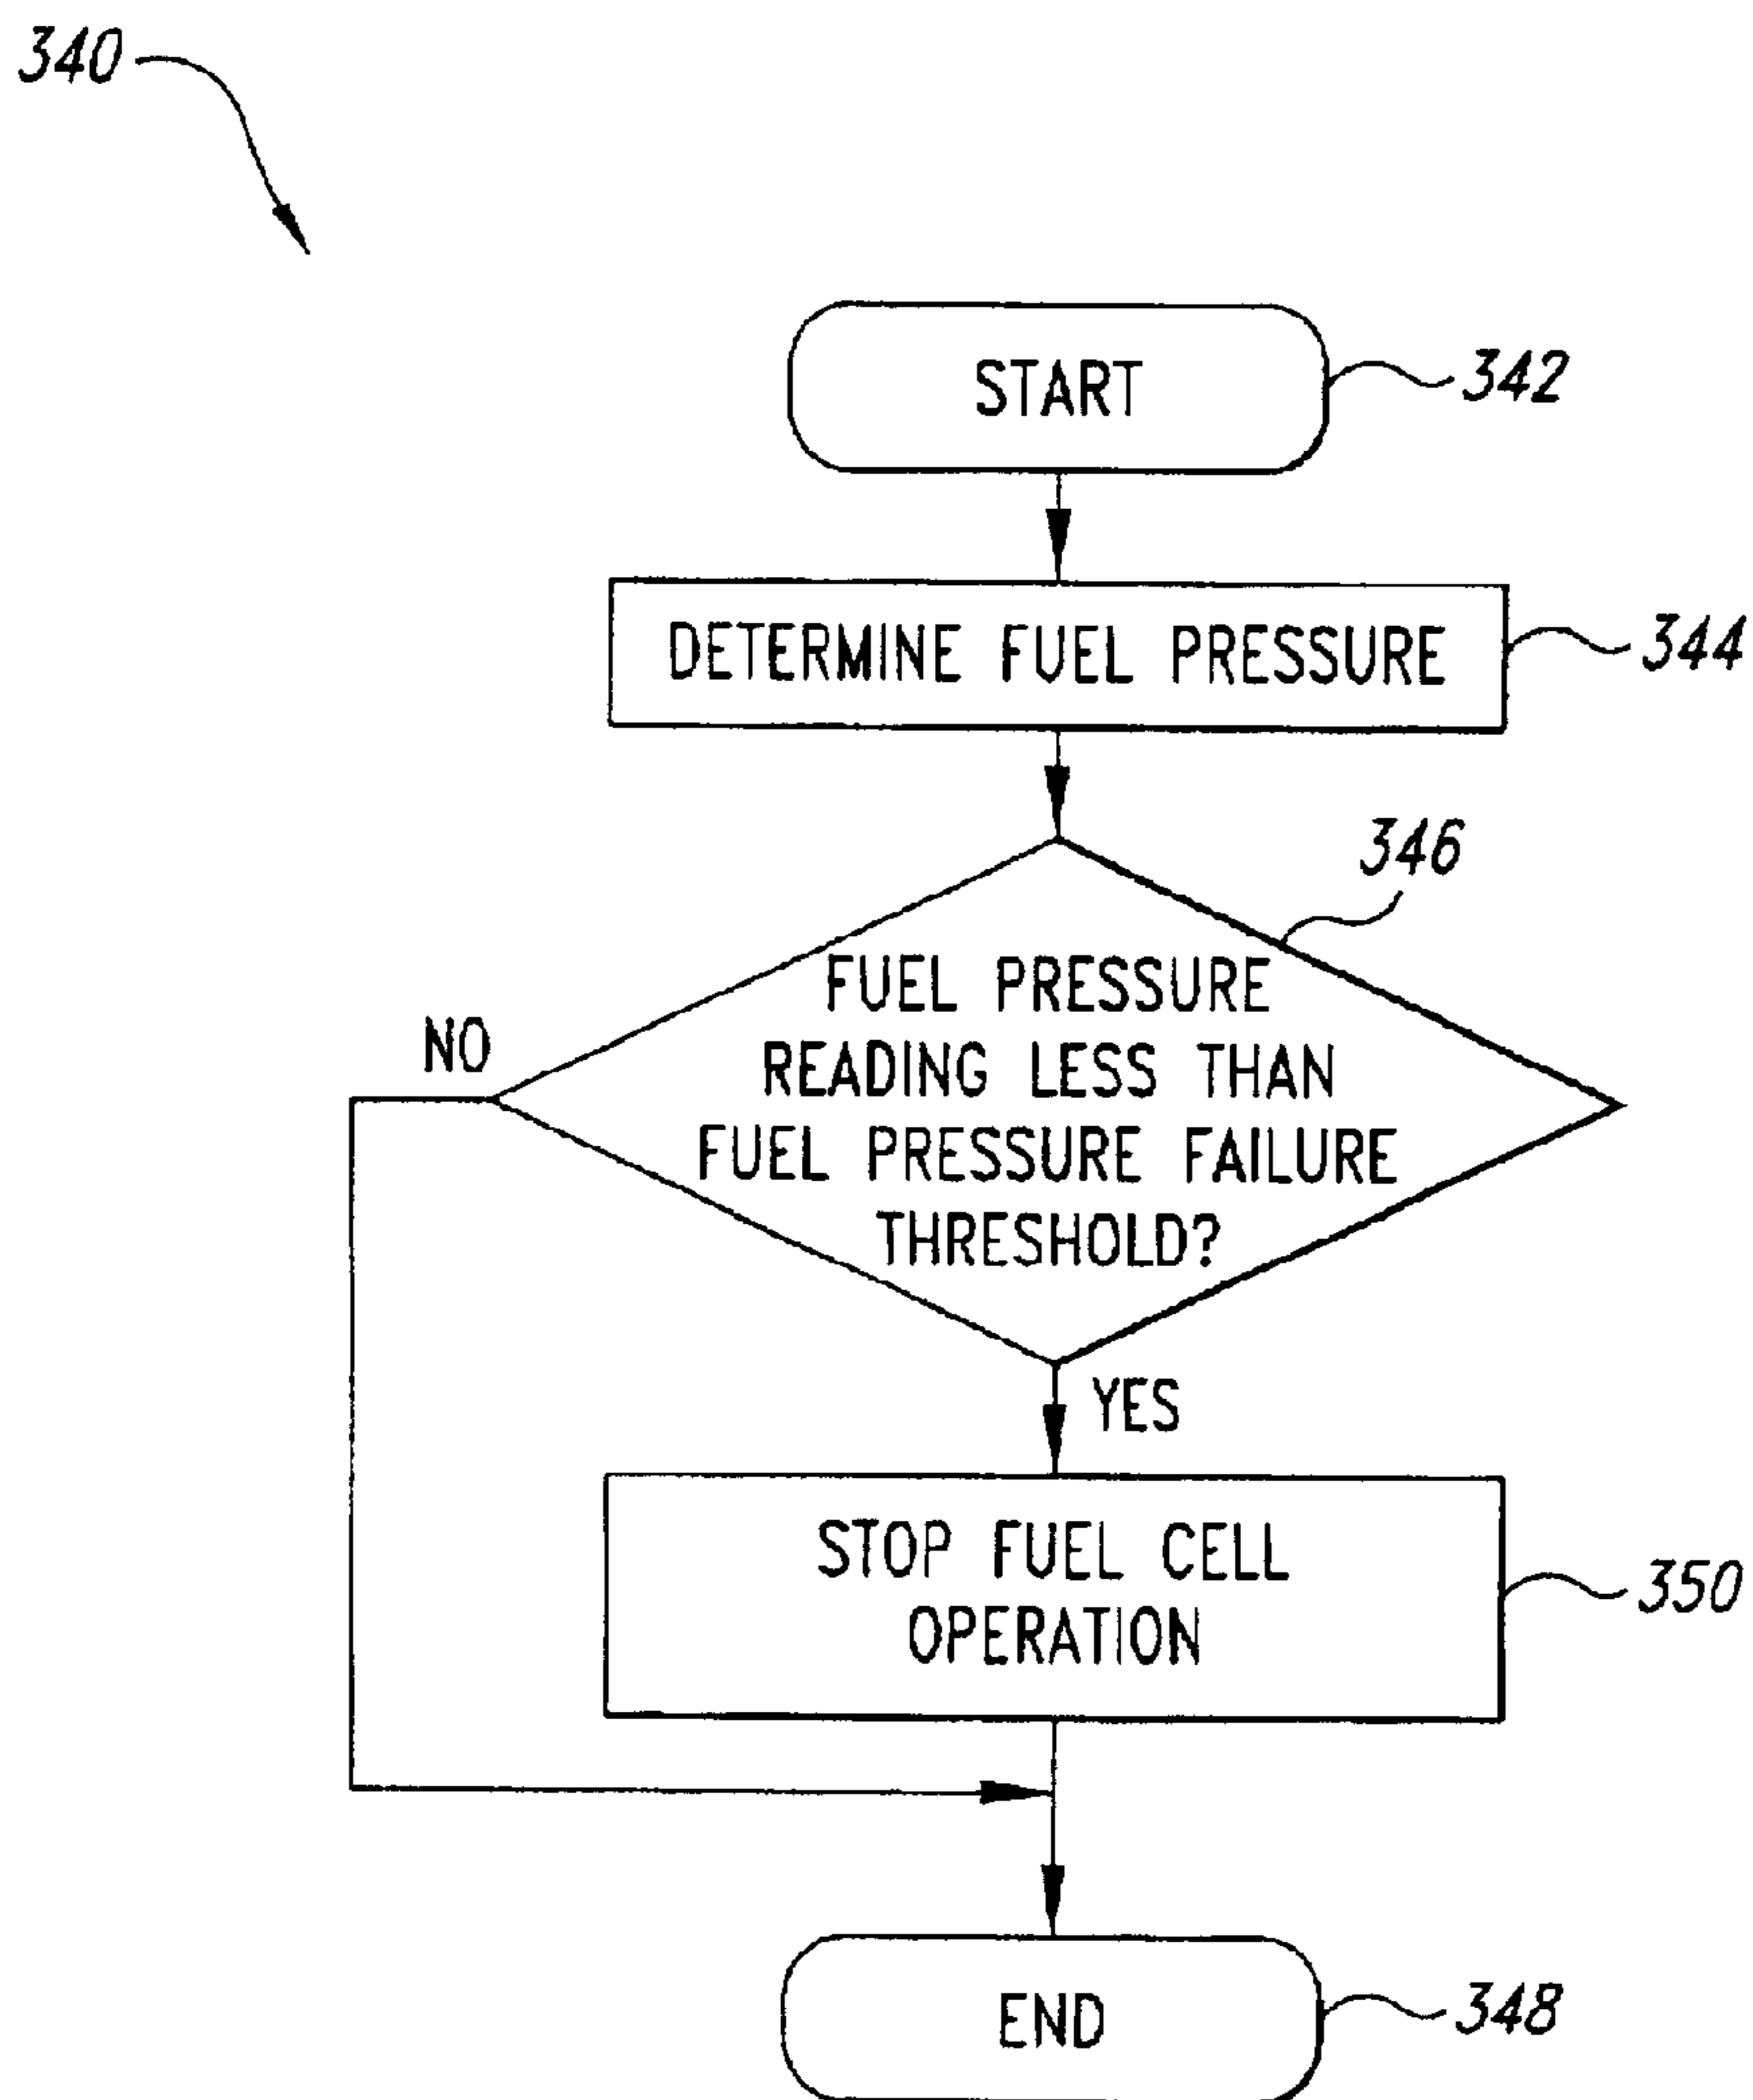 340
START
342
DETERMINE FUEL PRESSURE
344
346
FUEL PRESSURE
READING LESS THAN
FUEL PRESSURE FAILURE
THRESHOLD?
NO
YES
STOP FUEL CELL
OPERATION
350
END
348